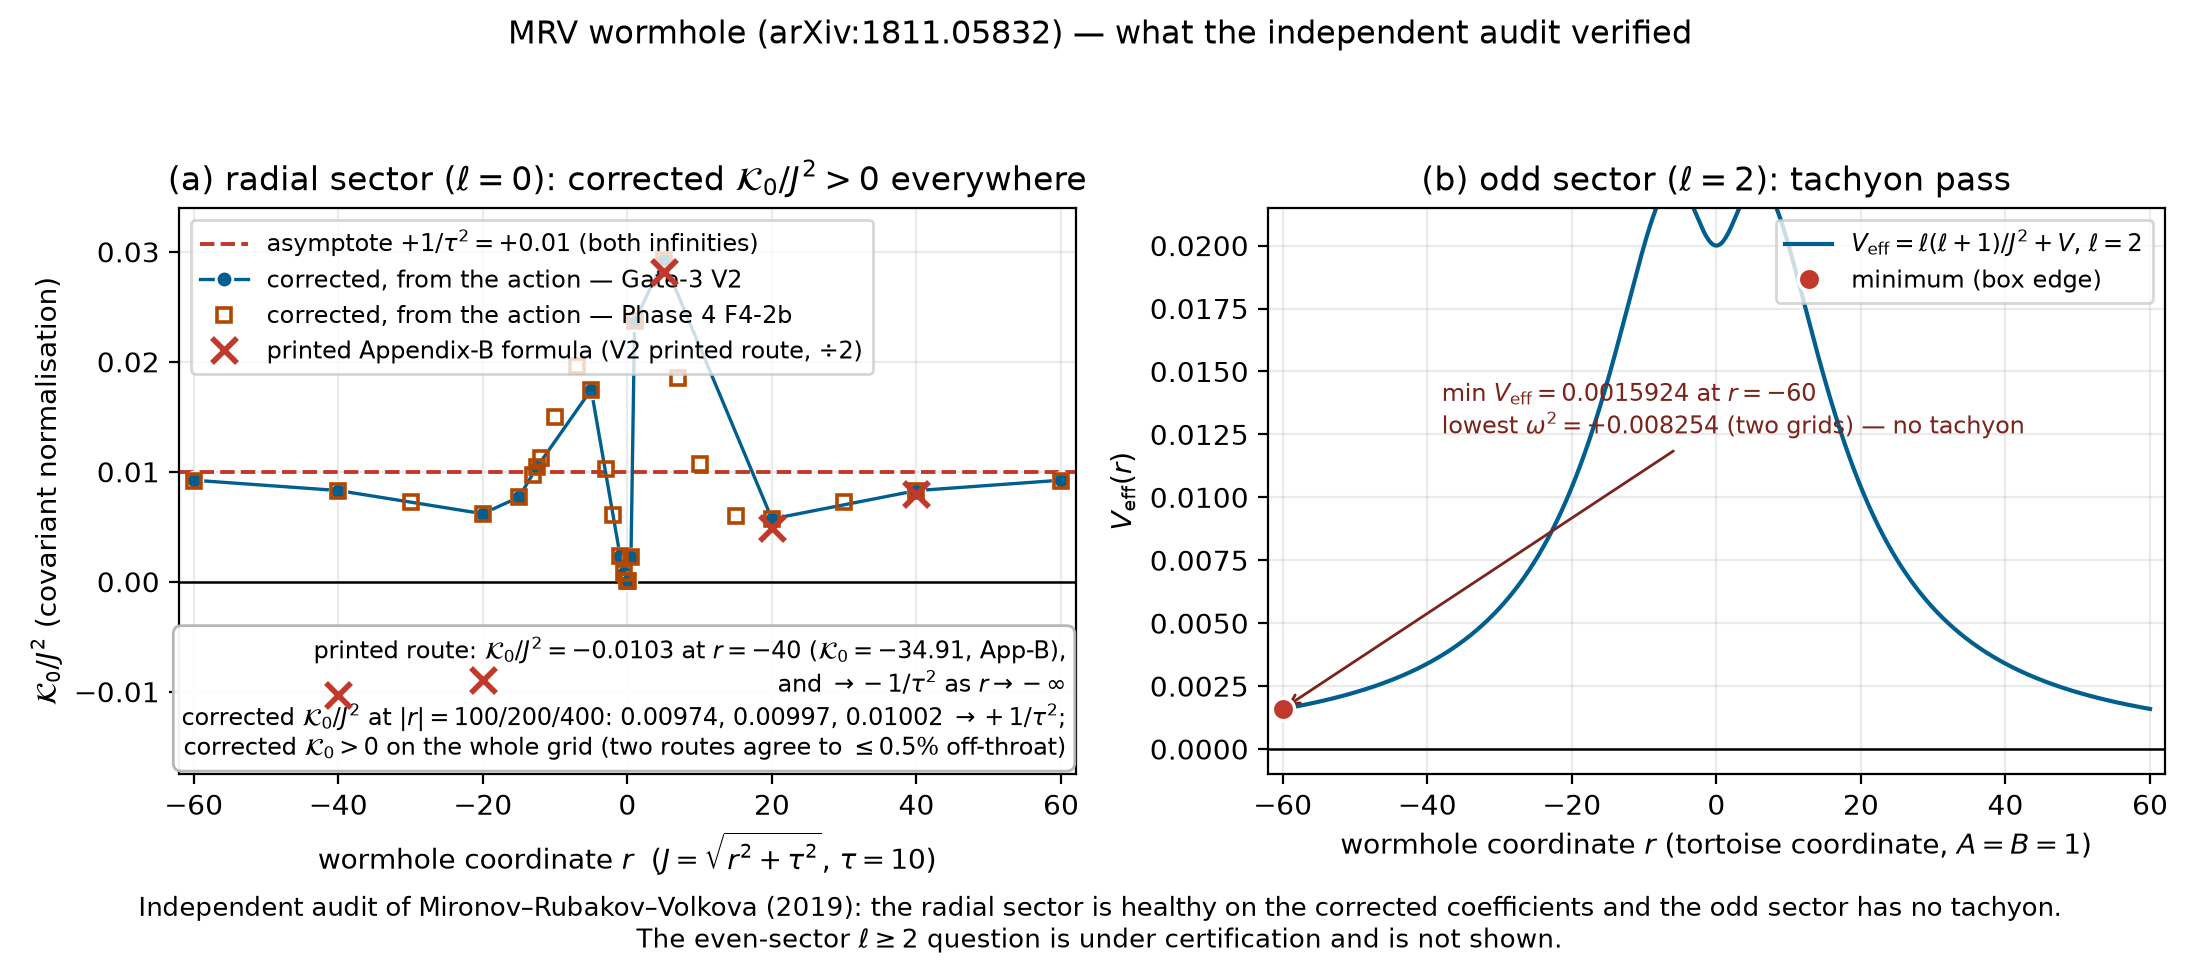 MRV wormhole (arXiv:1811.05832) — what the independent audit verified
(a) radial sector (ℓ = 0): corrected 𝒦₀/J² > 0 everywhere
asymptote +1/τ² = +0.01 (both infinities)
corrected, from the action — Gate-3 V2
corrected, from the action — Phase 4 F4-2b
printed Appendix-B formula (V2 printed route, ÷2)
0.03
0.02
0.01
0.00
−0.01
𝒦₀/J² (covariant normalisation)
printed route: 𝒦₀/J² = −0.0103 at r = −40 (𝒦₀ = −34.91, App-B),
and → −1/τ² as r → −∞
corrected 𝒦₀/J² at |r| = 100/200/400: 0.00974, 0.00997, 0.01002 → +1/τ²;
corrected 𝒦₀ > 0 on the whole grid (two routes agree to ≤ 0.5% off-throat)
−60 −40 −20 0 20 40 60
wormhole coordinate r (J = √(r² + τ²), τ = 10)
(b) odd sector (ℓ = 2): tachyon pass
V_eff = ℓ(ℓ + 1)/J² + V, ℓ = 2
minimum (box edge)
0.0200
0.0175
0.0150
0.0125
0.0100
0.0075
0.0050
0.0025
0.0000
V_eff(r)
min V_eff = 0.0015924 at r = −60
lowest ω² = +0.008254 (two grids) — no tachyon
−60 −40 −20 0 20 40 60
wormhole coordinate r (tortoise coordinate, A = B = 1)
Independent audit of Mironov–Rubakov–Volkova (2019): the radial sector is healthy on the corrected coefficients and the odd sector has no tachyon.
The even-sector ℓ ≥ 2 question is under certification and is not shown.